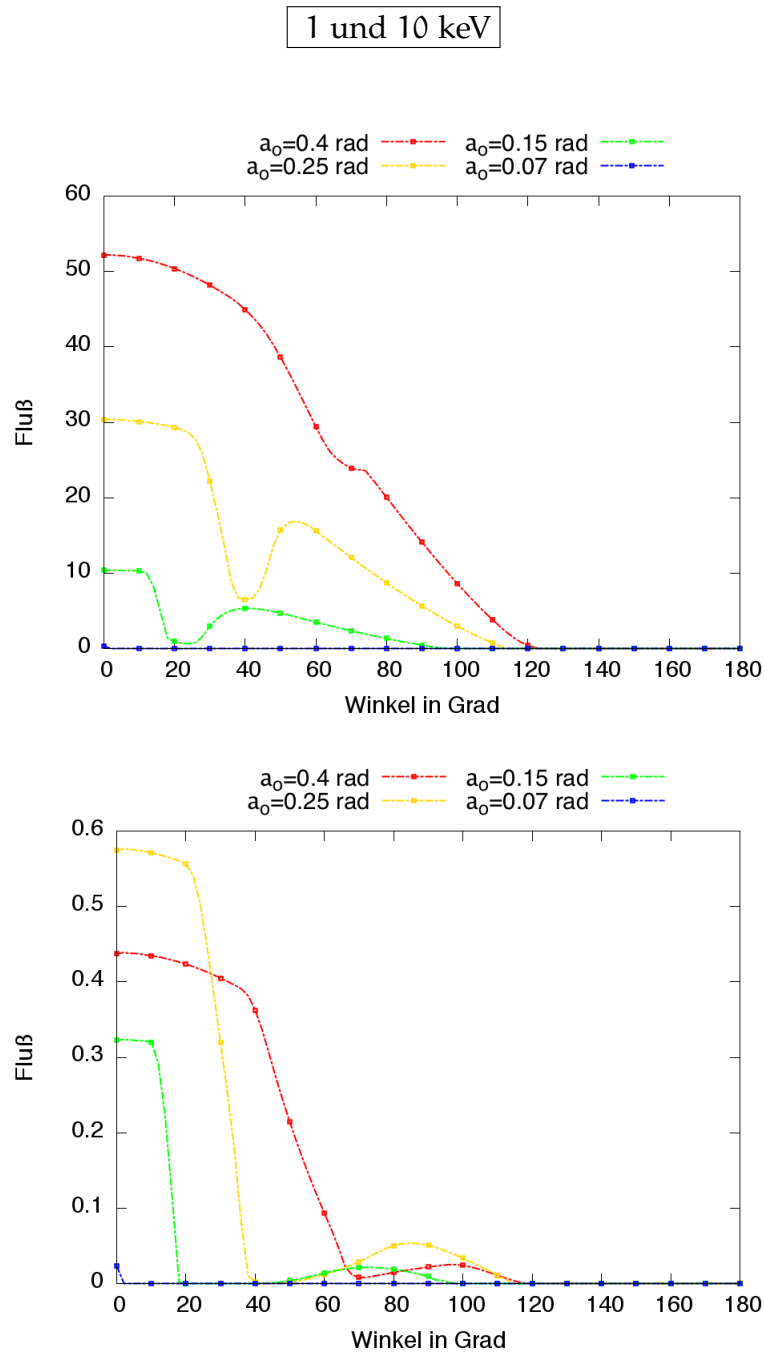 1 und 10 keV
a₀=0.4 rad a₀=0.15 rad
a₀=0.25 rad a₀=0.07 rad
60
50
40
30
20
10
0
Fluß
0 20 40 60 80 100 120 140 160 180
Winkel in Grad
a₀=0.4 rad a₀=0.15 rad
a₀=0.25 rad a₀=0.07 rad
0.6
0.5
0.4
0.3
0.2
0.1
0
Fluß
0 20 40 60 80 100 120 140 160 180
Winkel in Grad